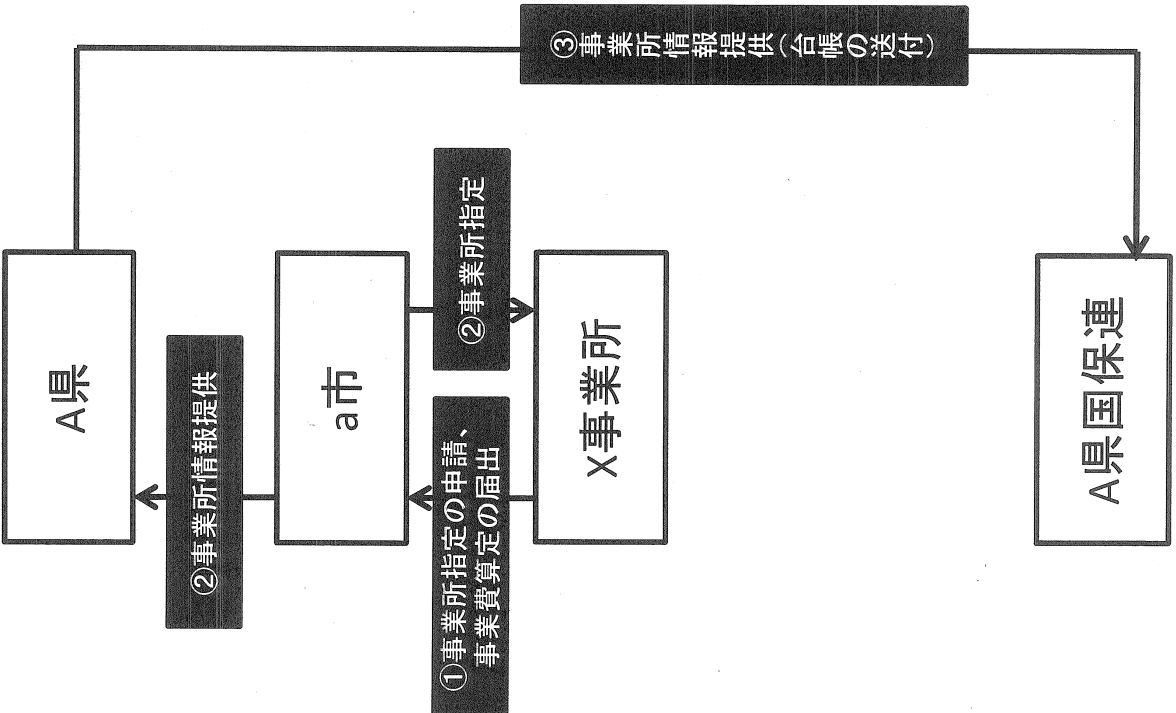 A県
②事業所情報提供
a市
②事業所指定
①事業所指定の申請、
事業費算定の届出
X事業所
③事業所情報提供(台帳の送付)
A県国保連